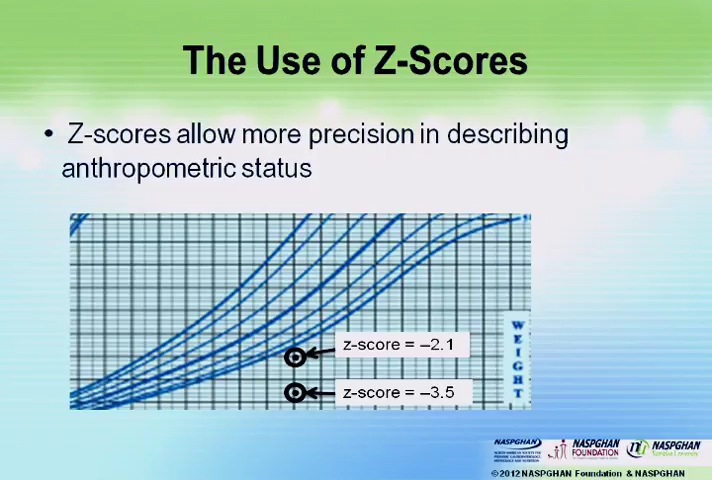 The Use of Z-Scores
• Z-scores allow more precision in describing
anthropometric status
z-score = –2.1
z-score = –3.5
WEIGHT
NASPGHAN
NASPGHAN
FOUNDATION
NASPGHAN
©2012 NASPGHAN Foundation & NASPGHAN